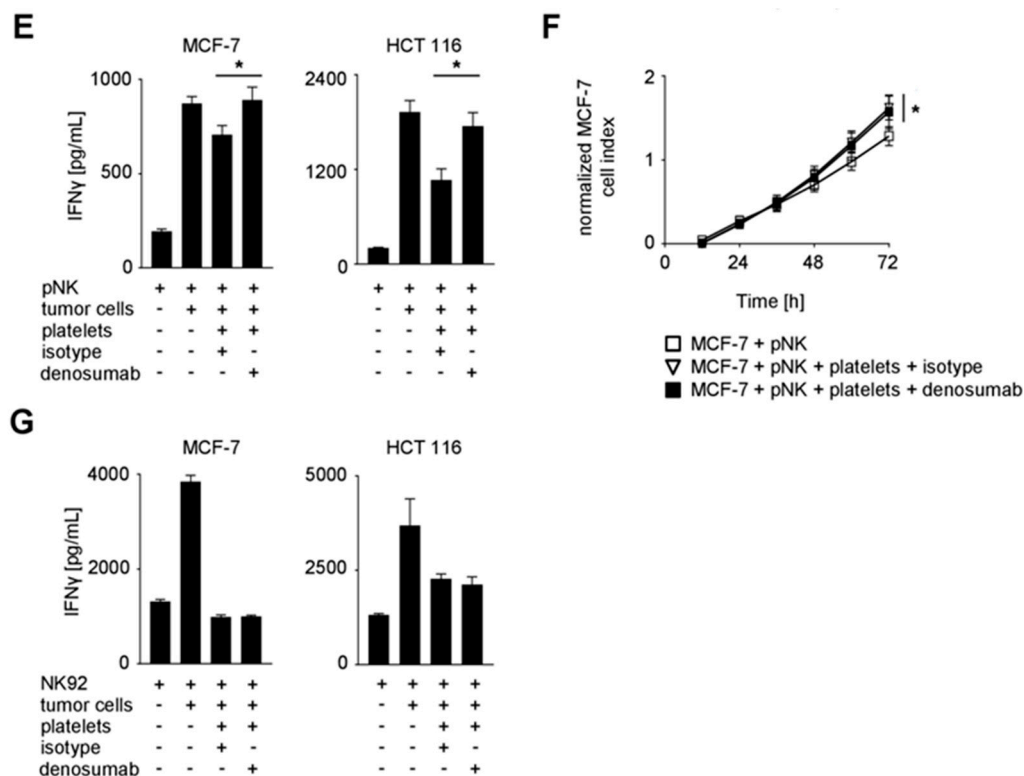 E
MCF-7
HCT 116
*
*
IFNγ [pg/mL]
1000
500
0
2400
1200
0
pNK + + + + + + + +
tumor cells - + + + - + + +
platelets - - + + - - + +
isotype - - + - - - + -
denosumab - - - + - - - +
F
normalized MCF-7
cell index
2
1
0
0 24 48 72
*
Time [h]
MCF-7 + pNK
MCF-7 + pNK + platelets + isotype
MCF-7 + pNK + platelets + denosumab
G
MCF-7
HCT 116
IFNγ [pg/mL]
4000
2000
0
5000
2500
0
NK92 + + + + + + + +
tumor cells - + + + - + + +
platelets - - + + - - + +
isotype - - + - - - + -
denosumab - - - + - - - +